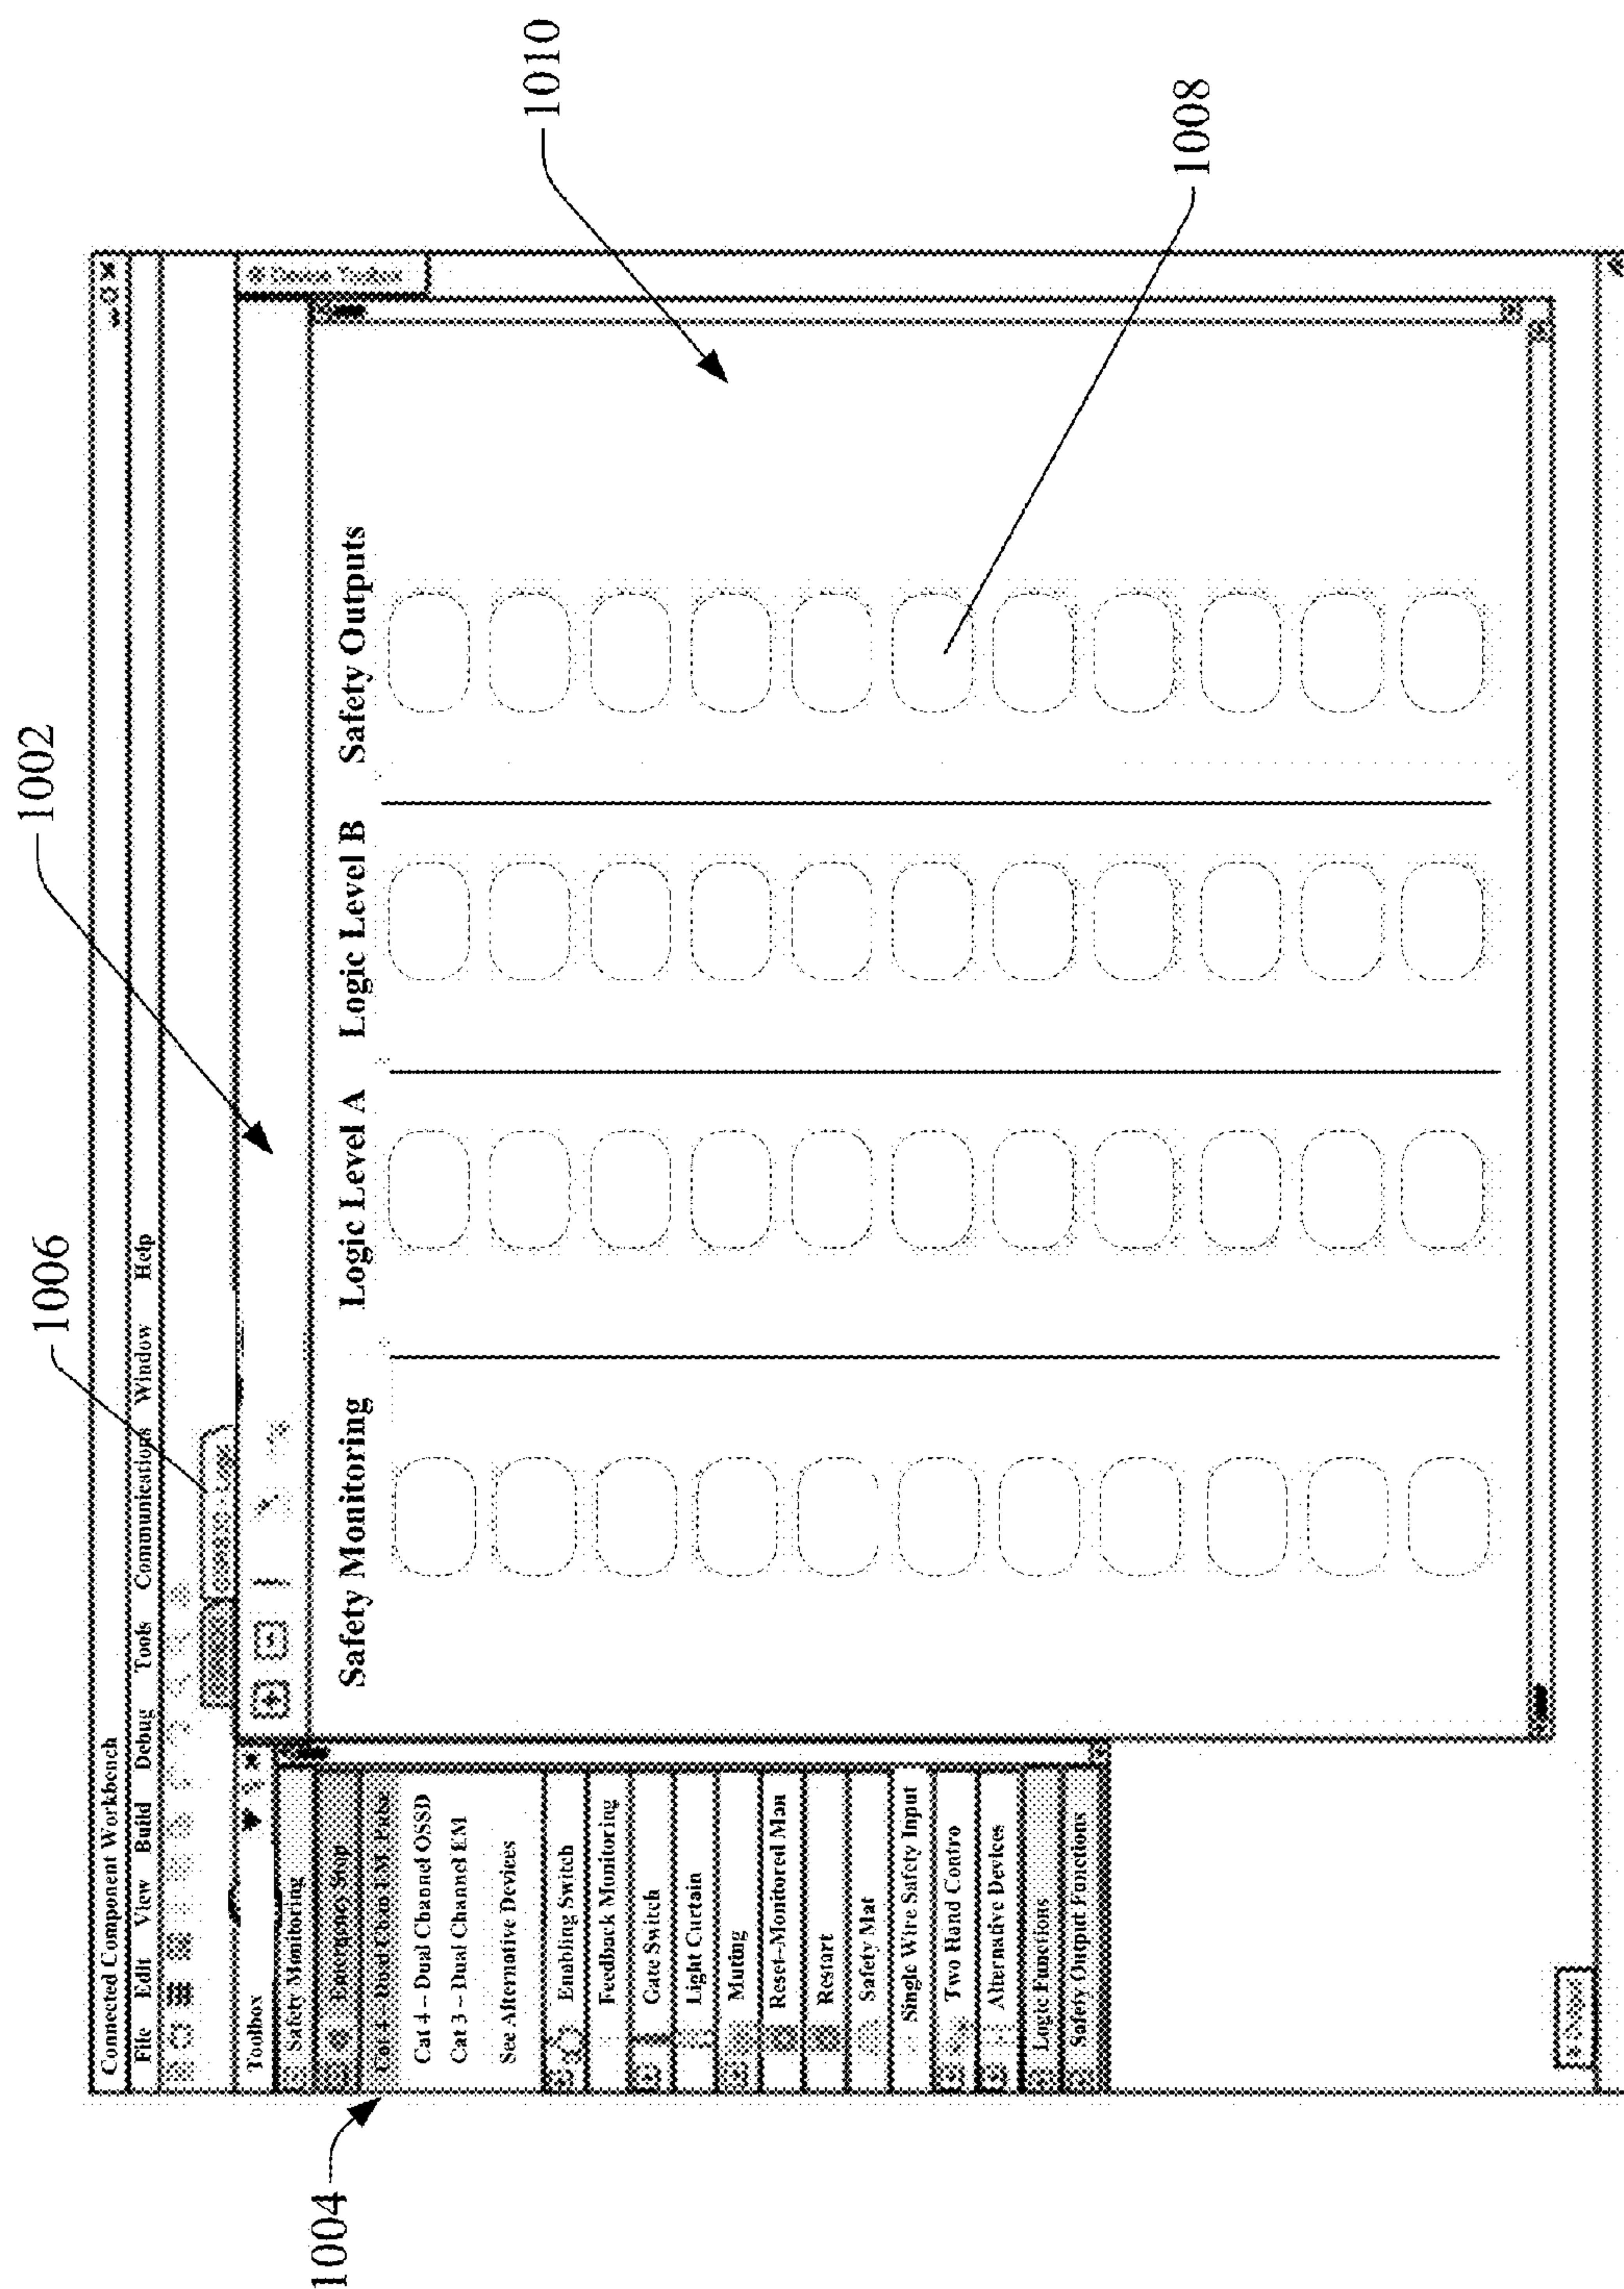 1002
1006
1010
1008
1004
Connected Component Workbench
File Edit View Build Debug Tools Communications Window Help
Toolbox
Safety Monitoring
Emergency Stop
Cat 4 – Dual Channel OSSD
Cat 3 – Dual Channel EM
See Alternative Devices
Enabling Switch
Feedback Monitoring
Gate Switch
Light Curtain
Muting
Reset–Monitored Man
Restart
Safety Mat
Single Wire Safety Input
Two Hand Contro
Alternative Devices
Logic Functions
Safety Output Functions
Safety Monitoring Logic Level A Logic Level B Safety Outputs